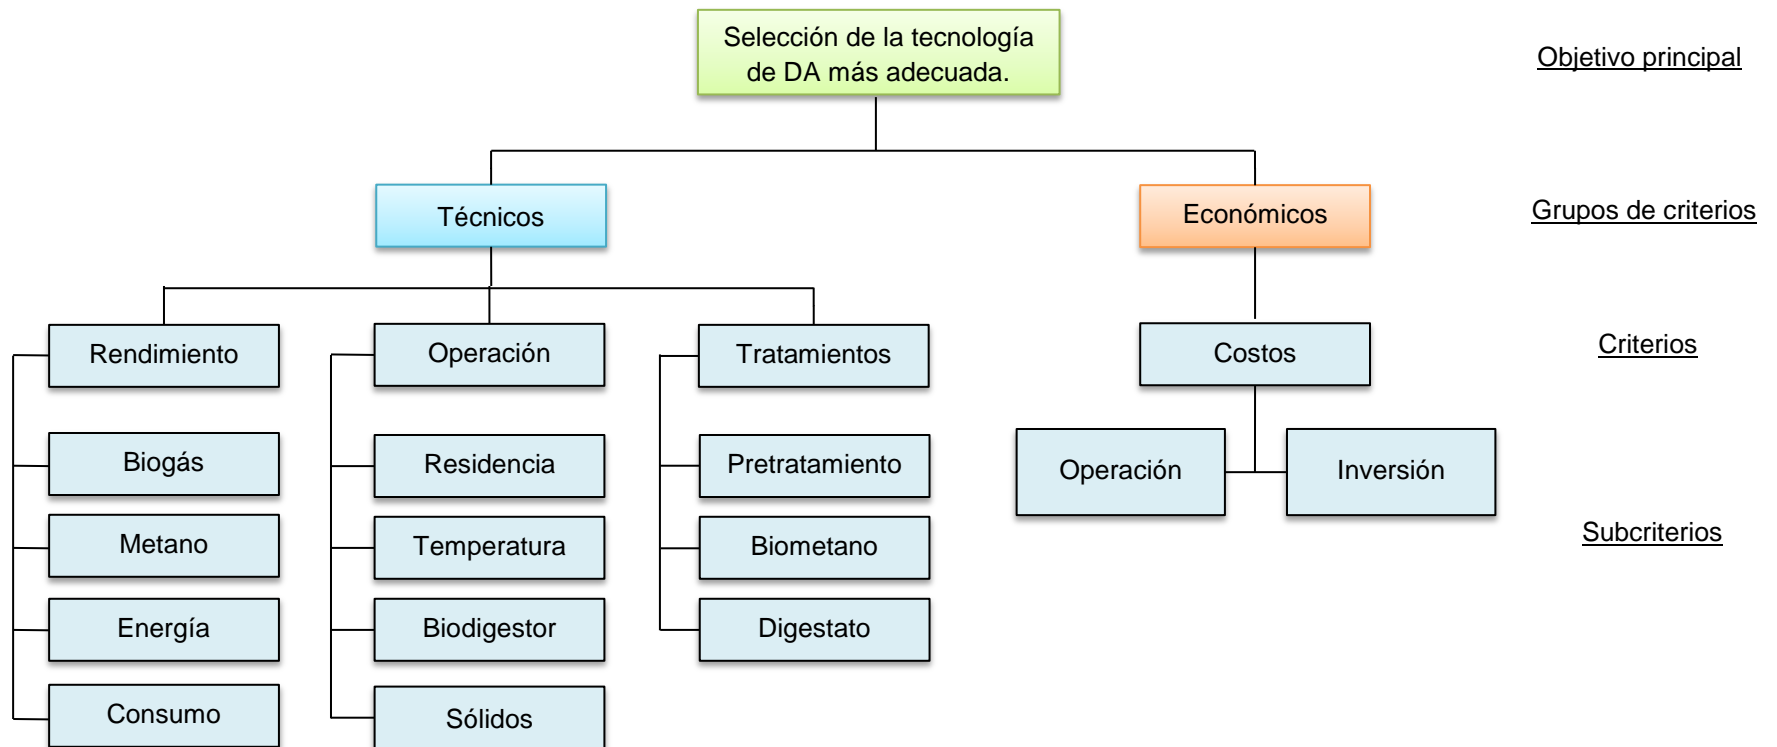 Selección de la tecnología
de DA más adecuada.
Objetivo principal
Técnicos
Económicos
Grupos de criterios
Rendimiento
Operación
Tratamientos
Costos
Criterios
Biogás
Residencia
Pretratamiento
Operación
Inversión
Metano
Temperatura
Biometano
Subcriterios
Energía
Biodigestor
Digestato
Consumo
Sólidos